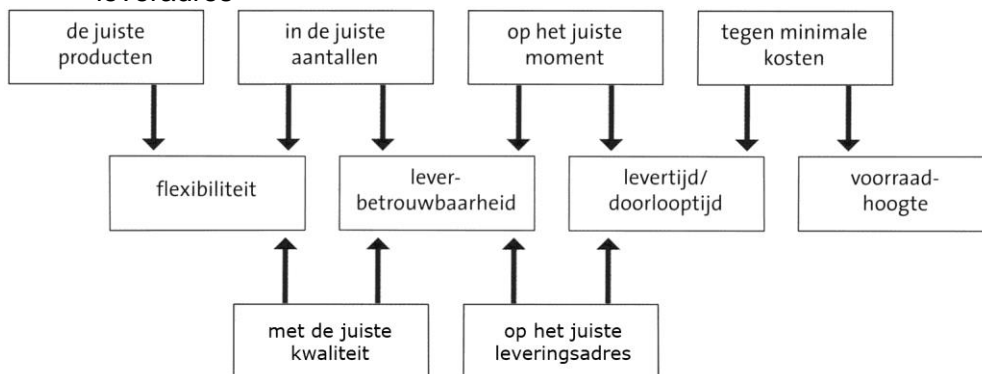 leveradres
de juiste
producten
in de juiste
aantallen
op het juiste
moment
tegen minimale
kosten
flexibiliteit
lever-
betrouwbaarheid
levertijd/
doorlooptijd
voorraad-
hoogte
met de juiste
kwaliteit
op het juiste
leveringsadres